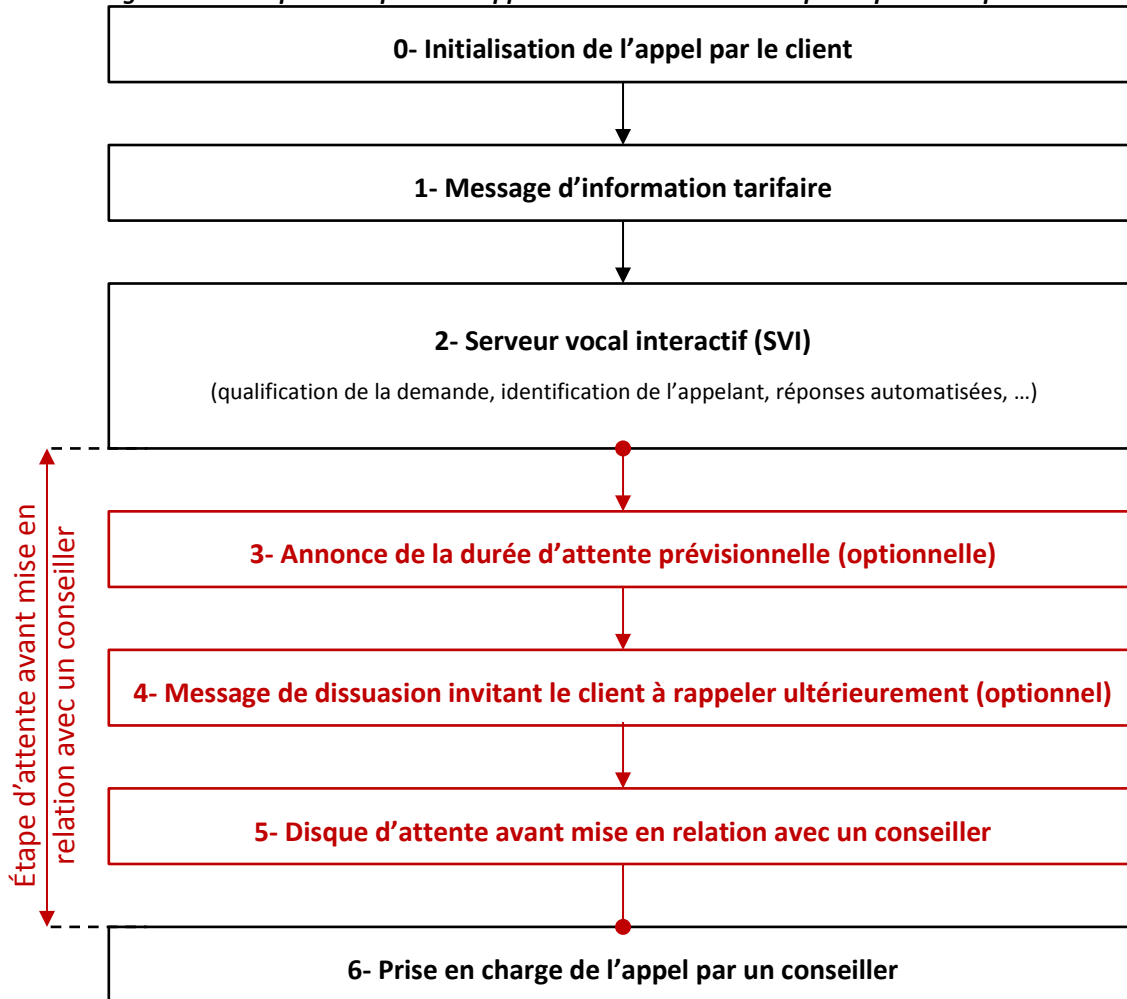 0- Initialisation de l’appel par le client
1- Message d’information tarifaire
2- Serveur vocal interactif (SVI)
(qualification de la demande, identification de l’appelant, réponses automatisées, …)
Étape d’attente avant mise en
relation avec un conseiller
3- Annonce de la durée d’attente prévisionnelle (optionnelle)
4- Message de dissuasion invitant le client à rappeler ultérieurement (optionnel)
5- Disque d’attente avant mise en relation avec un conseiller
6- Prise en charge de l’appel par un conseiller